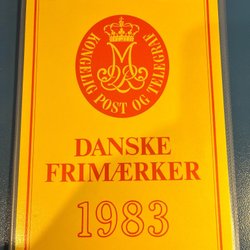 KONGELIG POST OG TELEGRAF
DANSKE
FRIMÆRKER
1983